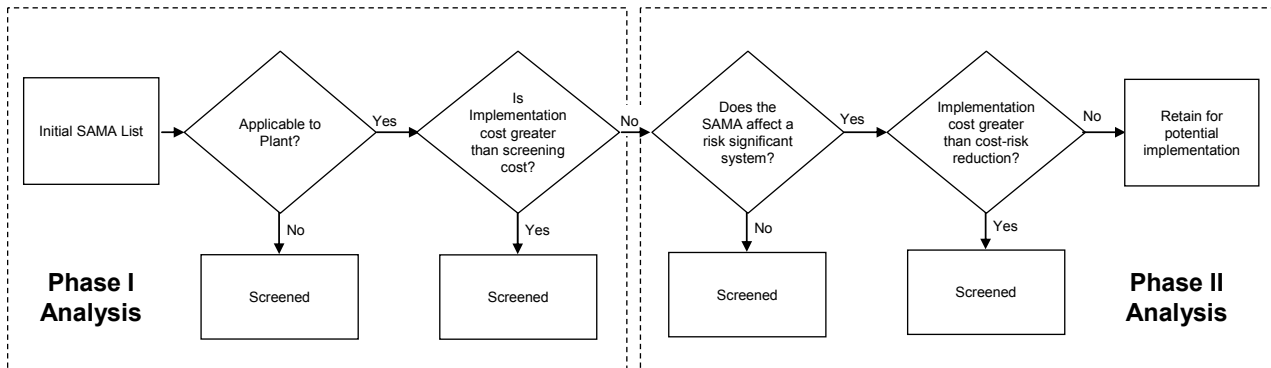 Initial SAMA List
Applicable to
Plant?
Yes
No
Screened
Is
Implementation
cost greater
than screening
cost?
No
Yes
Screened
Phase I
Analysis
Does the
SAMA affect a
risk significant
system?
Yes
No
Screened
Implementation
cost greater
than cost-risk
reduction?
No
Yes
Screened
Retain for
potential
implementation
Phase II
Analysis